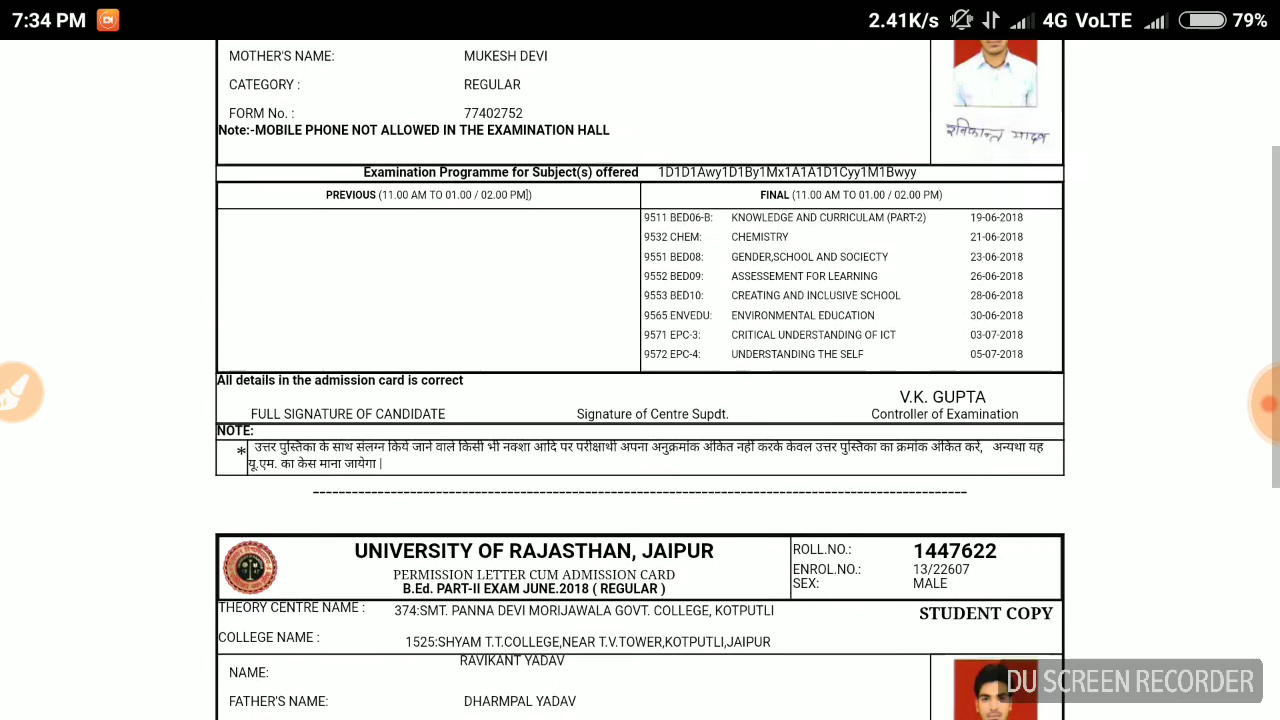 7:34 PM 2.41K/s 4G VoLTE 79%
MOTHER'S NAME: MUKESH DEVI
CATEGORY : REGULAR
FORM No. : 77402752
Note:-MOBILE PHONE NOT ALLOWED IN THE EXAMINATION HALL
रविकान्त यादव
Examination Programme for Subject(s) offered 1D1D1Awy1D1By1Mx1A1A1D1Cyy1M1Bwyy
PREVIOUS (11.00 AM TO 01.00 / 02.00 PM]) FINAL (11.00 AM TO 01.00 / 02.00 PM)
9511 BED06-B: KNOWLEDGE AND CURRICULAM (PART-2) 19-06-2018
9532 CHEM: CHEMISTRY 21-06-2018
9551 BED08: GENDER,SCHOOL AND SOCIECTY 23-06-2018
9552 BED09: ASSESSEMENT FOR LEARNING 26-06-2018
9553 BED10: CREATING AND INCLUSIVE SCHOOL 28-06-2018
9565 ENVEDU: ENVIRONMENTAL EDUCATION 30-06-2018
9571 EPC-3: CRITICAL UNDERSTANDING OF ICT 03-07-2018
9572 EPC-4: UNDERSTANDING THE SELF 05-07-2018
All details in the admission card is correct
V.K. GUPTA
FULL SIGNATURE OF CANDIDATE Signature of Centre Supdt. Controller of Examination
NOTE:
* उत्तर पुस्तिका के साथ संलग्न किये जाने वाले किसी भी नक्शा आदि पर परीक्षाथी अपना अनुक्रमांक अंकित नहीं करके केवल उत्तर पुस्तिका का क्रमांक अंकित करें, अन्यथा यह
यू.एम. का केस माना जायेगा |
UNIVERSITY OF RAJASTHAN, JAIPUR
PERMISSION LETTER CUM ADMISSION CARD
B.Ed. PART-II EXAM JUNE.2018 ( REGULAR )
ROLL.NO.: 1447622
ENROL.NO.: 13/22607
SEX: MALE
THEORY CENTRE NAME : 374:SMT. PANNA DEVI MORIJAWALA GOVT. COLLEGE, KOTPUTLI
STUDENT COPY
COLLEGE NAME : 1525:SHYAM T.T.COLLEGE,NEAR T.V.TOWER,KOTPUTLI,JAIPUR
NAME: RAVIKANT YADAV
FATHER'S NAME: DHARMPAL YADAV
DU SCREEN RECORDER